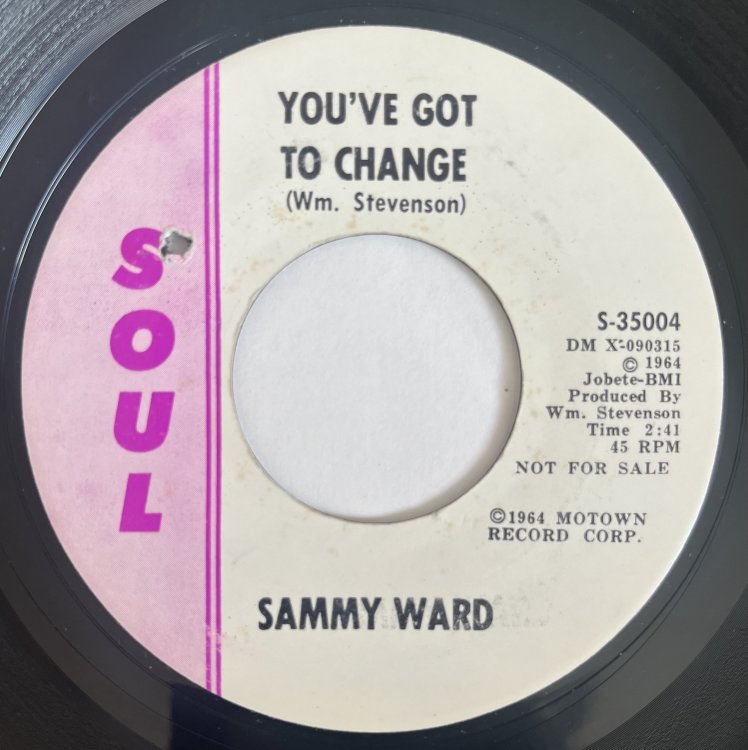 YOU'VE GOT
TO CHANGE
(Wm. Stevenson)
SOUL
S-35004
DM X-090315
© 1964
Jobete-BMI
Produced By
Wm. Stevenson
Time 2:41
45 RPM
NOT FOR SALE
©1964 MOTOWN
RECORD CORP.
SAMMY WARD